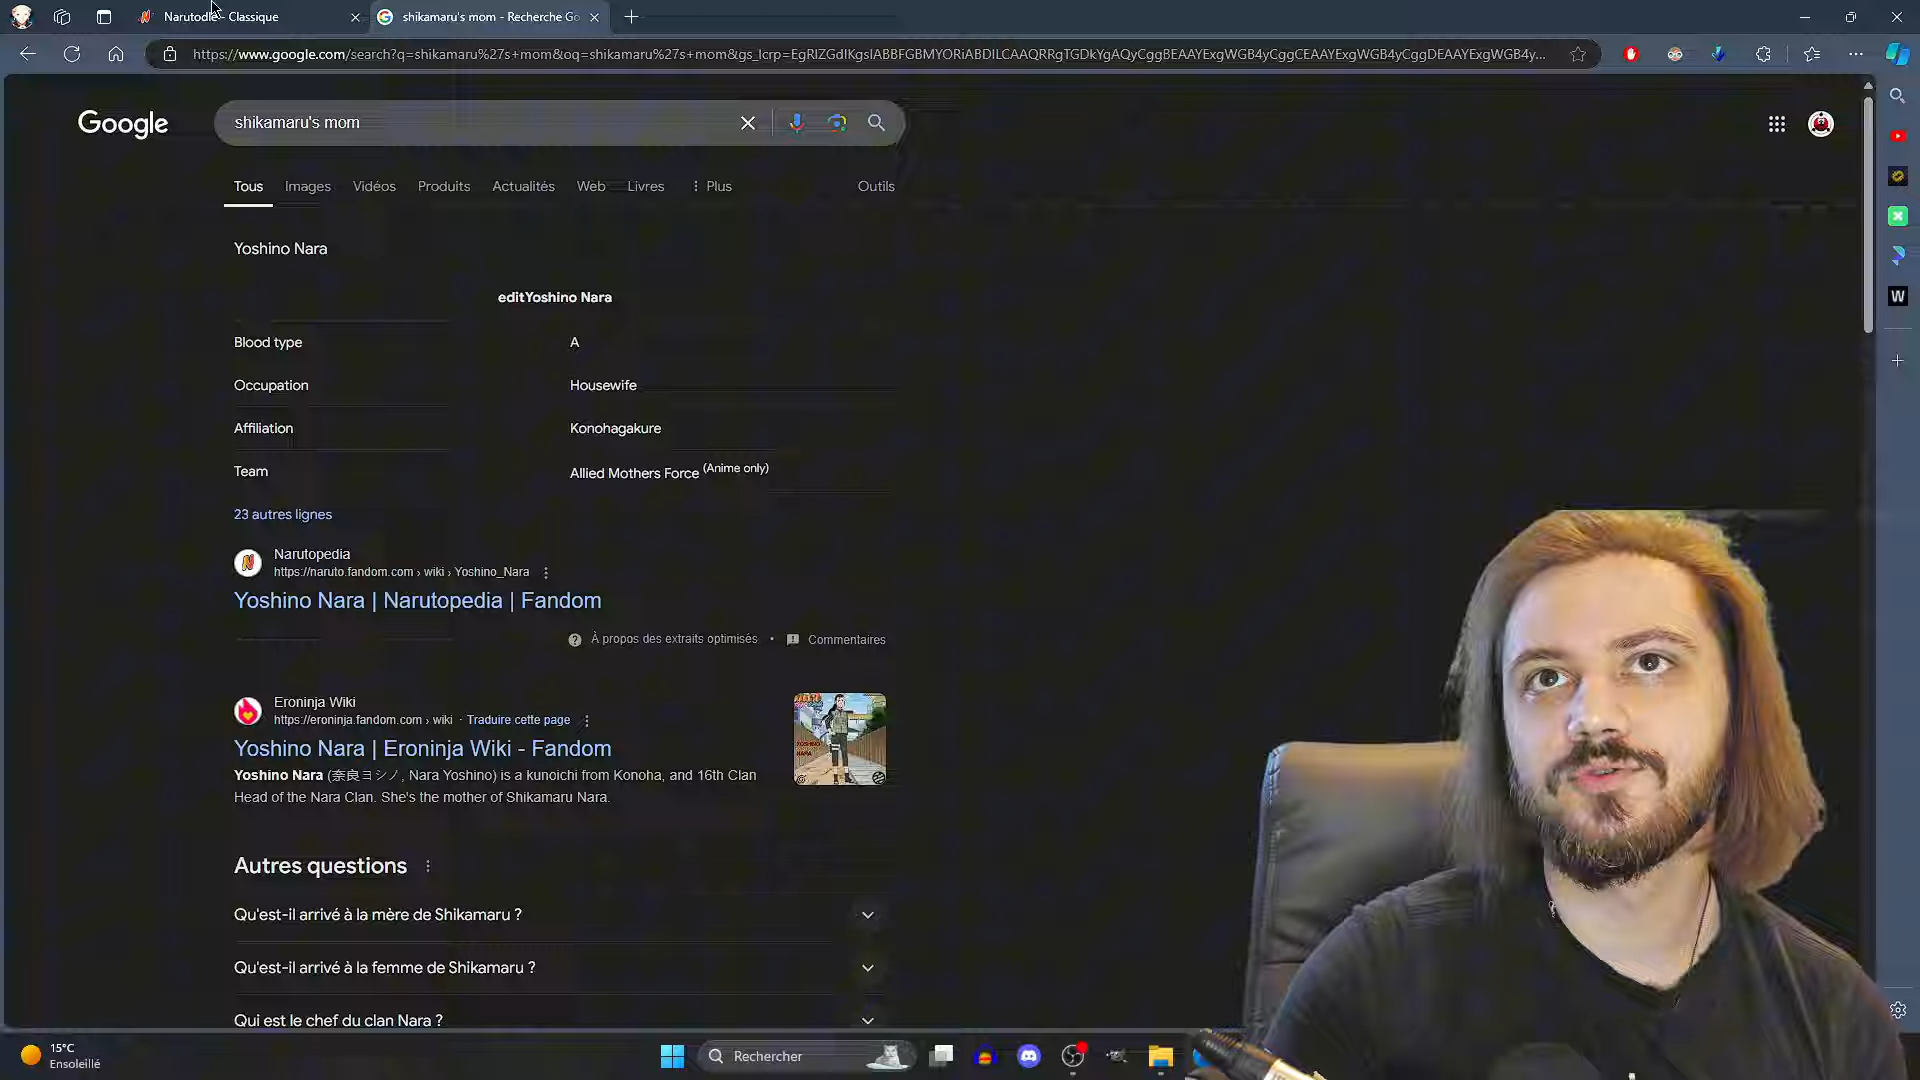 Narutodle - Classique
shikamaru's mom - Recherche Go
https://www.google.com/search?q=shikamaru%27s+mom&oq=shikamaru%27s+mom&gs_lcrp=EgRlZGdlKgsIABBFGBMYORiABDILCAAQRRgTGDkYgAQyCggBEAAYExgWGB4yCggCEAAYExgWGB4yCggDEAAYExgWGB4y...
Google
shikamaru's mom
Tous Images Vidéos Produits Actualités Web Livres Plus Outils
Yoshino Nara
editYoshino Nara
Blood type A
Occupation Housewife
Affiliation Konohagakure
Team Allied Mothers Force (Anime only)
23 autres lignes
Narutopedia
https://naruto.fandom.com › wiki › Yoshino_Nara
Yoshino Nara | Narutopedia | Fandom
À propos des extraits optimisés • Commentaires
Eroninja Wiki
https://eroninja.fandom.com › wiki · Traduire cette page
Yoshino Nara | Eroninja Wiki - Fandom
Yoshino Nara (奈良ヨシノ, Nara Yoshino) is a kunoichi from Konoha, and 16th Clan
Head of the Nara Clan. She's the mother of Shikamaru Nara.
Autres questions
Qu'est-il arrivé à la mère de Shikamaru ?
Qu'est-il arrivé à la femme de Shikamaru ?
Qui est le chef du clan Nara ?
W
15°C
Ensoleillé
Rechercher